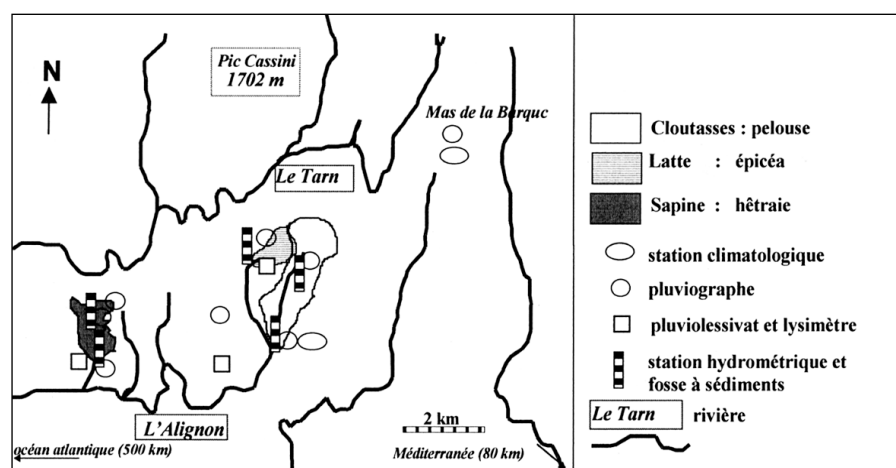 Pic Cassini
1702 m
N
Mas de la Barquc
Le Tarn
L'Alignon
2 km
océan atlantique (500 km)
Méditerranée (80 km)
Cloutasses : pelouse
Latte : épicéa
Sapine : hêtraie
station climatologique
pluviographe
pluviolessivat et lysimètre
station hydrométrique et
fosse à sédiments
Le Tarn rivière